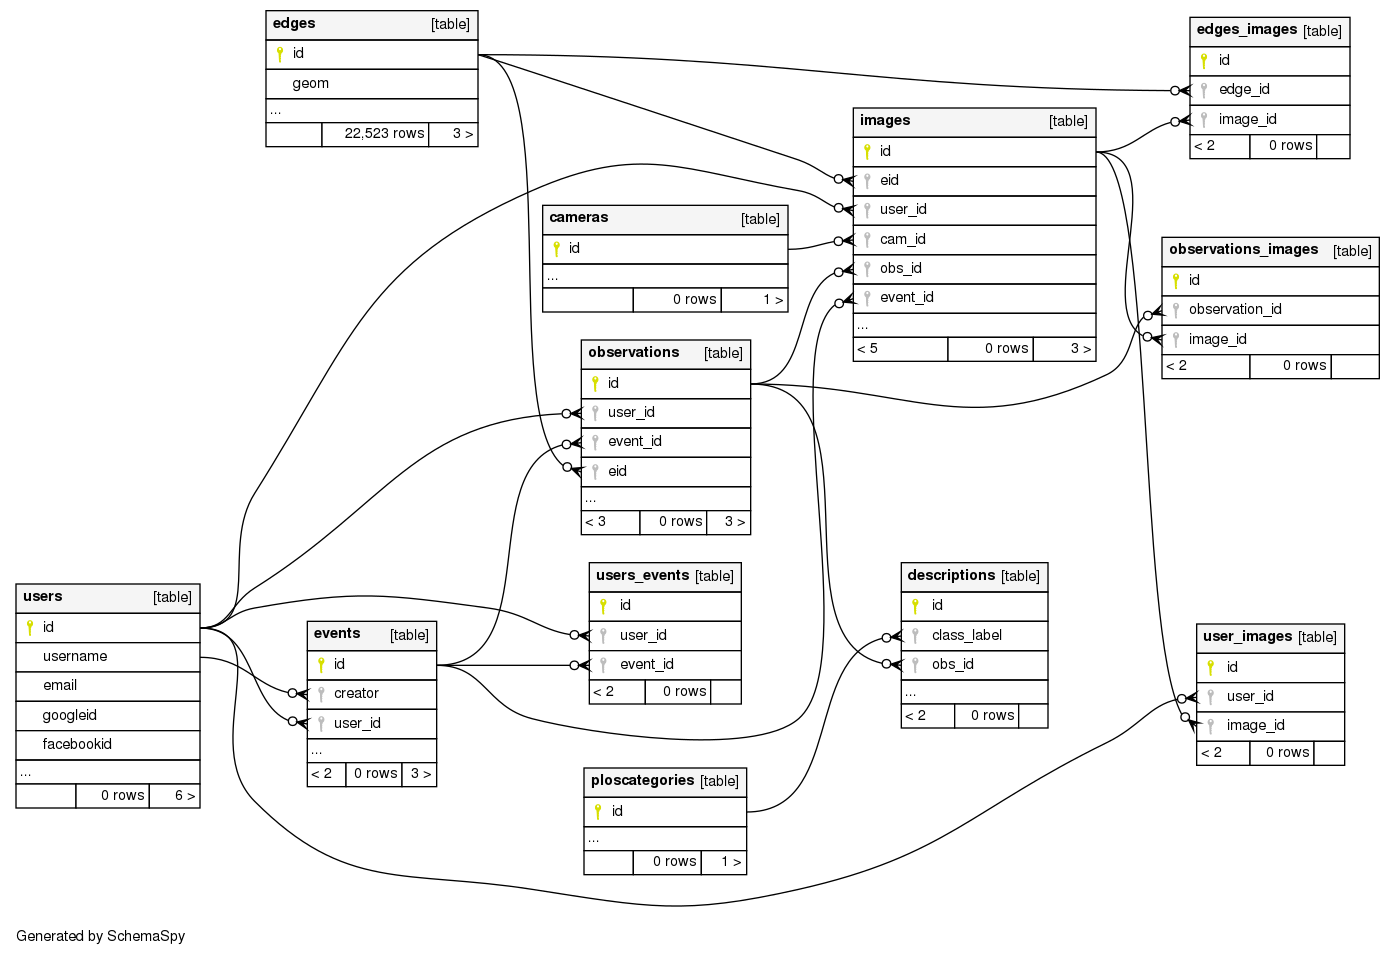 edges [table]
id
geom
...
22,523 rows 3 >
edges_images [table]
id
edge_id
image_id
< 2 0 rows
images [table]
id
eid
user_id
cam_id
obs_id
event_id
...
< 5 0 rows 3 >
cameras [table]
id
...
0 rows 1 >
observations_images [table]
id
observation_id
image_id
< 2 0 rows
observations [table]
id
user_id
event_id
eid
...
< 3 0 rows 3 >
users_events [table]
id
user_id
event_id
< 2 0 rows
descriptions [table]
id
class_label
obs_id
...
< 2 0 rows
users [table]
id
username
email
googleid
facebookid
...
0 rows 6 >
events [table]
id
creator
user_id
...
< 2 0 rows 3 >
user_images [table]
id
user_id
image_id
< 2 0 rows
ploscategories [table]
id
...
0 rows 1 >
Generated by SchemaSpy